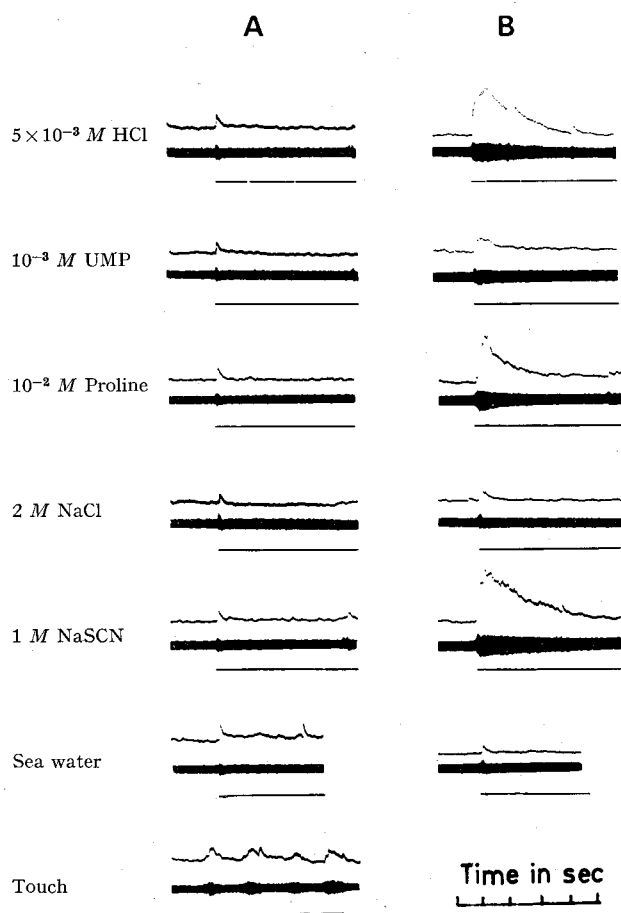 A B
5 × 10⁻³ M HCl
10⁻³ M UMP
10⁻² M Proline
2 M NaCl
1 M NaSCN
Sea water
Touch
Time in sec